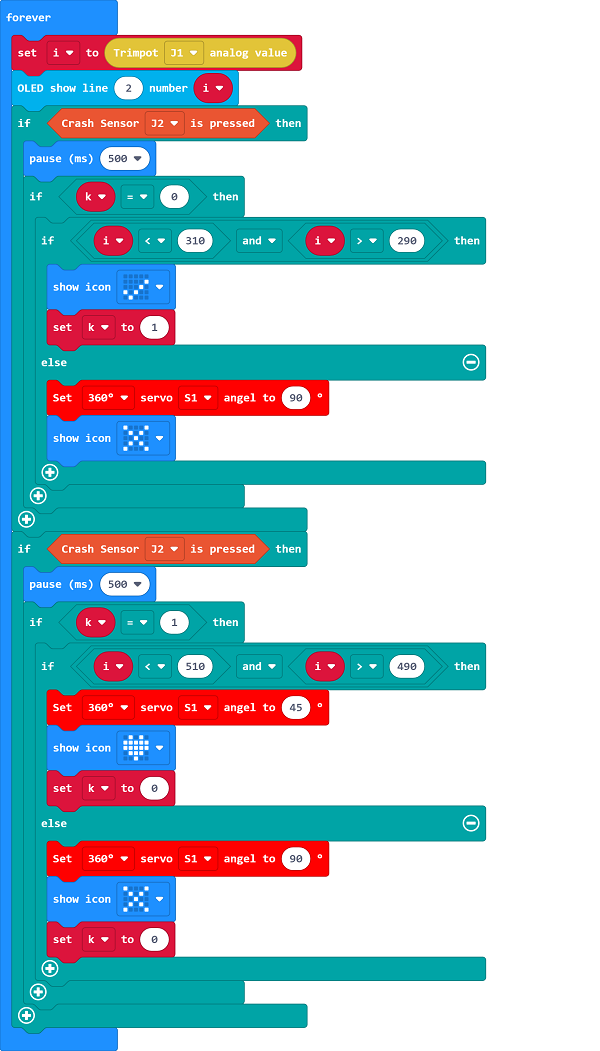 forever
set i to Trimpot J1 analog value
OLED show line 2 number i
if Crash Sensor J2 is pressed then
pause (ms) 500
if k = 0 then
if i < 310 and i > 290 then
show icon
set k to 1
else
Set 360° servo S1 angel to 90 °
show icon
if Crash Sensor J2 is pressed then
pause (ms) 500
if k = 1 then
if i < 510 and i > 490 then
Set 360° servo S1 angel to 45 °
show icon
set k to 0
else
Set 360° servo S1 angel to 90 °
show icon
set k to 0